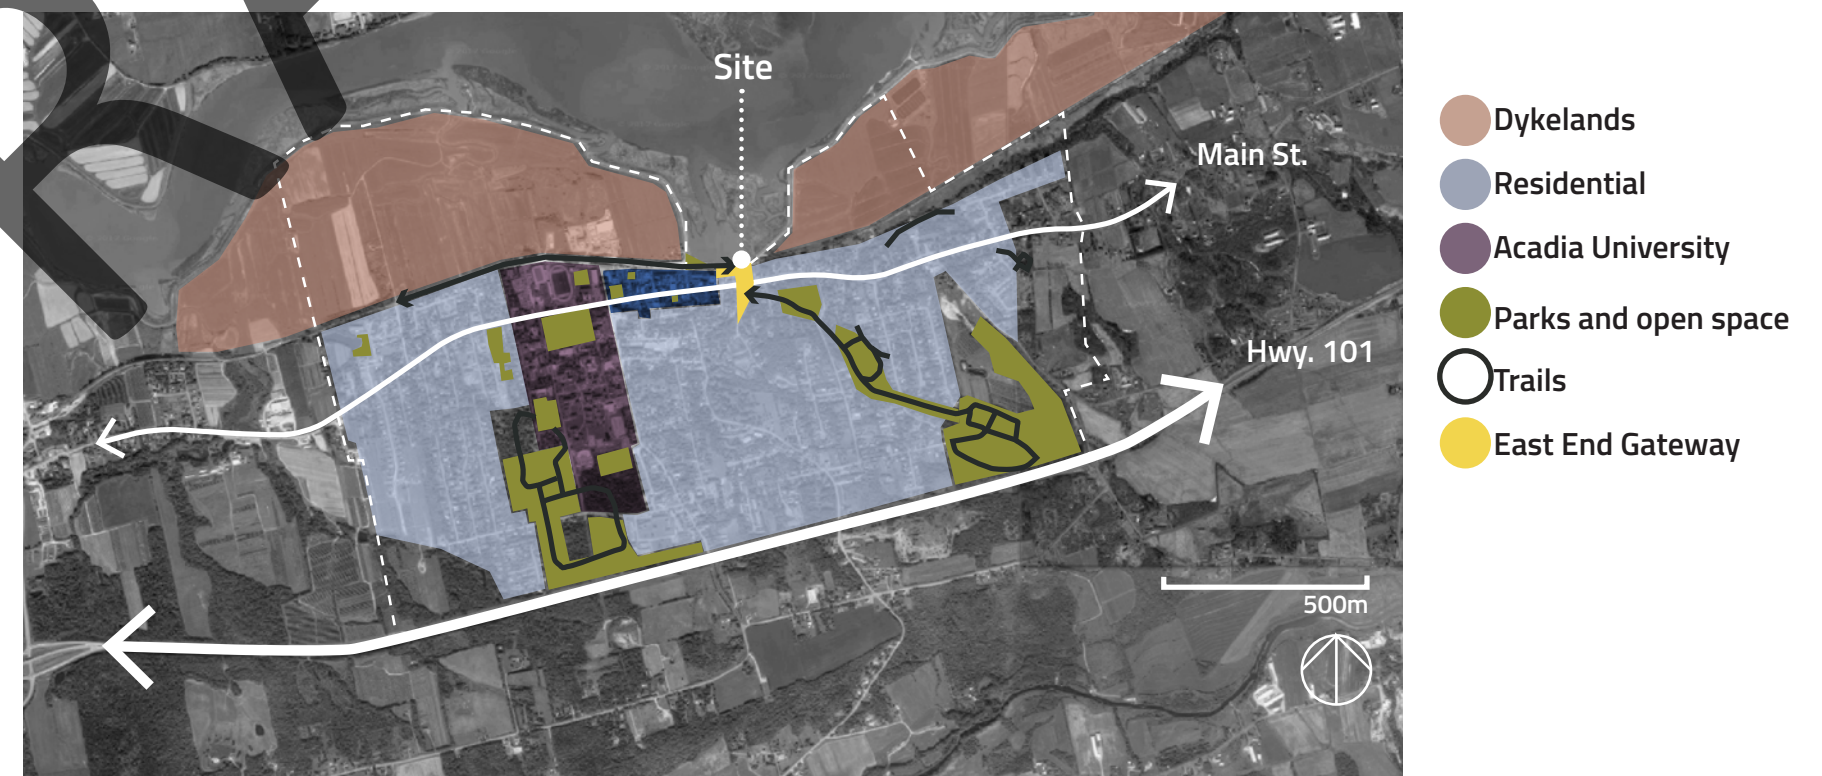 Site
Main St.
Hwy. 101
500m
Dykelands
Residential
Acadia University
Parks and open space
Trails
East End Gateway